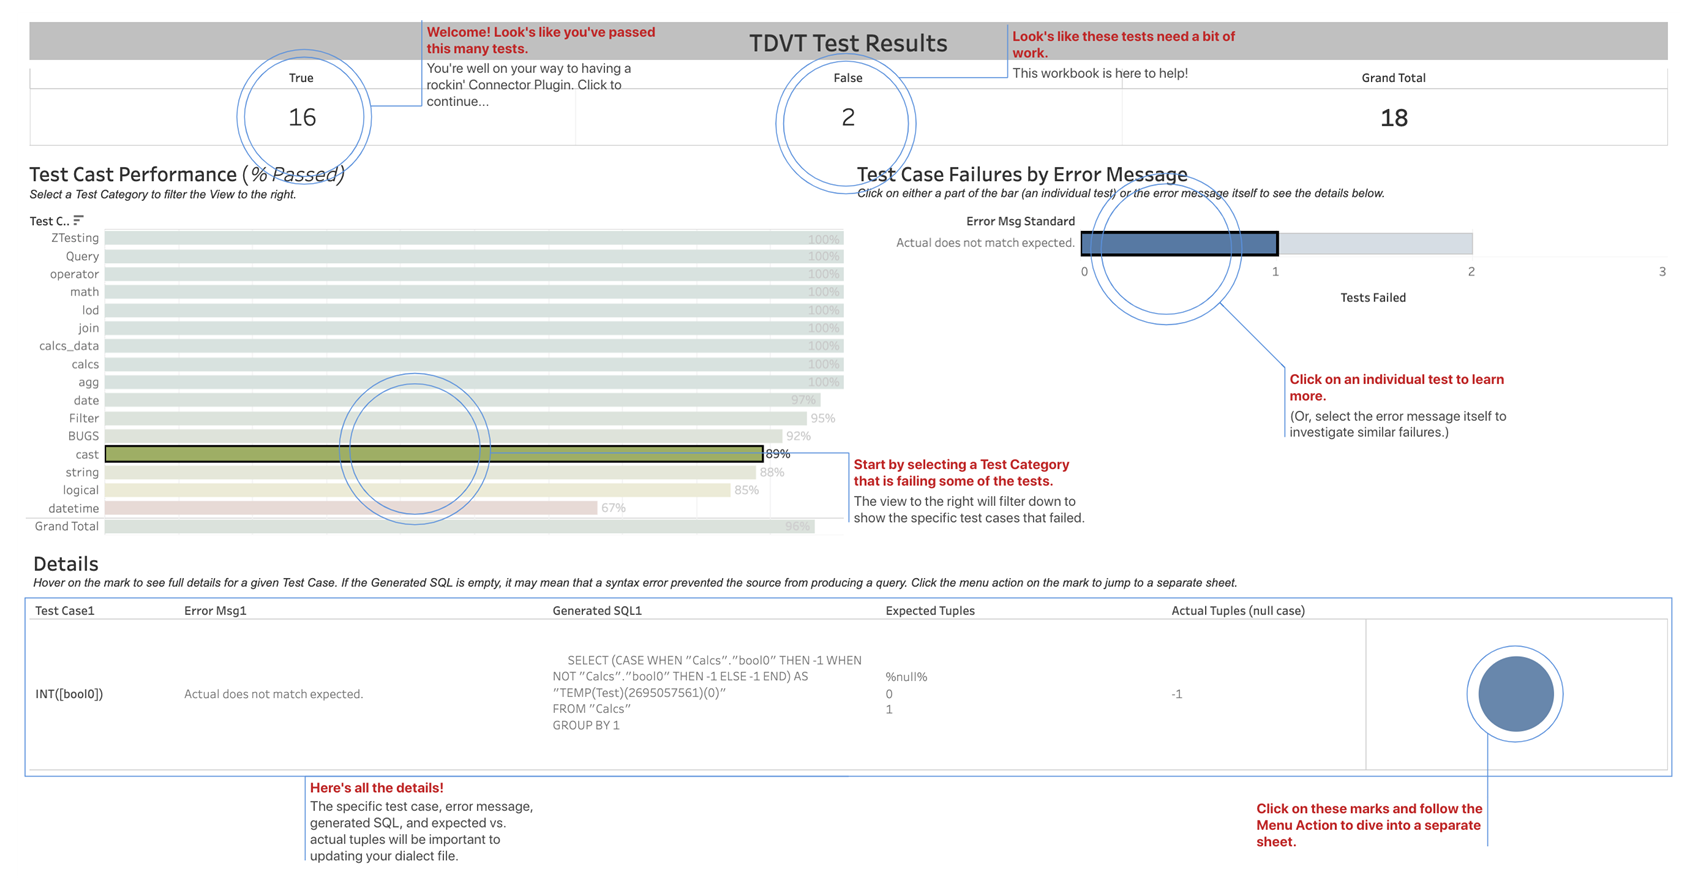 TDVT Test Results
Welcome! Look's like you've passed
this many tests.
You're well on your way to having a
rockin' Connector Plugin. Click to
continue...
Look's like these tests need a bit of
work.
This workbook is here to help!
True
False
Grand Total
16
2
18
Test Cast Performance (% Passed)
Select a Test Category to filter the View to the right.
Test C..
ZTesting 100%
Query 100%
operator 100%
math 100%
lod 100%
join 100%
calcs_data 100%
calcs 100%
agg 100%
date 97%
Filter 95%
BUGS 92%
cast 89%
string 88%
logical 85%
datetime 67%
Grand Total 96%
Start by selecting a Test Category
that is failing some of the tests.
The view to the right will filter down to
show the specific test cases that failed.
Test Case Failures by Error Message
Click on either a part of the bar (an individual test) or the error message itself to see the details below.
Error Msg Standard
Actual does not match expected.
0 1 2 3
Tests Failed
Click on an individual test to learn
more.
(Or, select the error message itself to
investigate similar failures.)
Details
Hover on the mark to see full details for a given Test Case. If the Generated SQL is empty, it may mean that a syntax error prevented the source from producing a query. Click the menu action on the mark to jump to a separate sheet.
Test Case1 Error Msg1 Generated SQL1 Expected Tuples Actual Tuples (null case)
INT([bool0])
Actual does not match expected.
SELECT (CASE WHEN "Calcs"."bool0" THEN -1 WHEN
NOT "Calcs"."bool0" THEN -1 ELSE -1 END) AS
"TEMP(Test)(2695057561)(0)"
FROM "Calcs"
GROUP BY 1
%null%
0
1
-1
Here's all the details!
The specific test case, error message,
generated SQL, and expected vs.
actual tuples will be important to
updating your dialect file.
Click on these marks and follow the
Menu Action to dive into a separate
sheet.